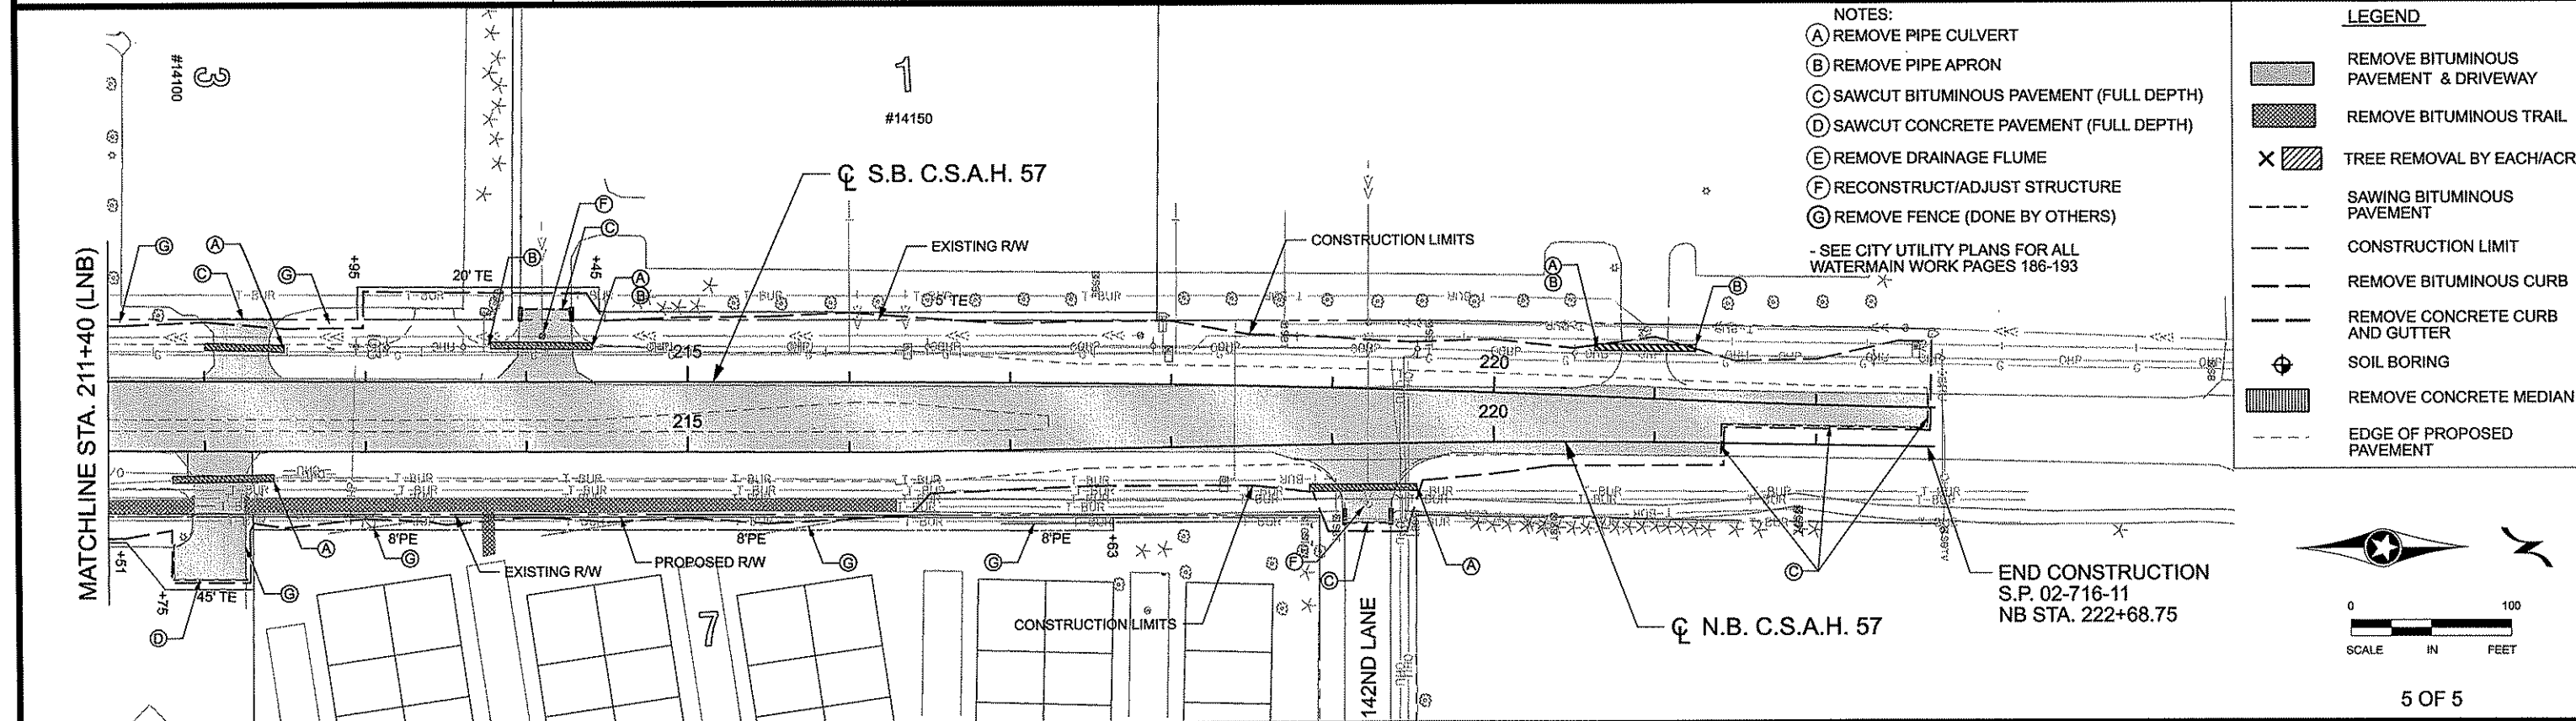 NOTES:
Ⓐ REMOVE PIPE CULVERT
Ⓑ REMOVE PIPE APRON
Ⓒ SAWCUT BITUMINOUS PAVEMENT (FULL DEPTH)
Ⓓ SAWCUT CONCRETE PAVEMENT (FULL DEPTH)
Ⓔ REMOVE DRAINAGE FLUME
Ⓕ RECONSTRUCT/ADJUST STRUCTURE
Ⓖ REMOVE FENCE (DONE BY OTHERS)
- SEE CITY UTILITY PLANS FOR ALL
WATERMAIN WORK PAGES 186-193
LEGEND
REMOVE BITUMINOUS
PAVEMENT & DRIVEWAY
REMOVE BITUMINOUS TRAIL
TREE REMOVAL BY EACH/ACR
SAWING BITUMINOUS
PAVEMENT
CONSTRUCTION LIMIT
REMOVE BITUMINOUS CURB
REMOVE CONCRETE CURB
AND GUTTER
SOIL BORING
REMOVE CONCRETE MEDIAN
EDGE OF PROPOSED
PAVEMENT
#14100
3
1
#14150
℄ S.B. C.S.A.H. 57
MATCHLINE STA. 211+40 (LNB)
G
A
C
G
+95
20' TE
B
F
C
+45
A
B
EXISTING R/W
5' TE
CONSTRUCTION LIMITS
A
B
B
215
220
215
220
+51
+75
45' TE
D
G
A
8'PE
G
EXISTING R/W
PROPOSED R/W
8'PE
G
G
8'PE
+63
7
CONSTRUCTION LIMITS
F
C
A
142ND LANE
℄ N.B. C.S.A.H. 57
C
END CONSTRUCTION
S.P. 02-716-11
NB STA. 222+68.75
0 100
SCALE IN FEET
5 OF 5